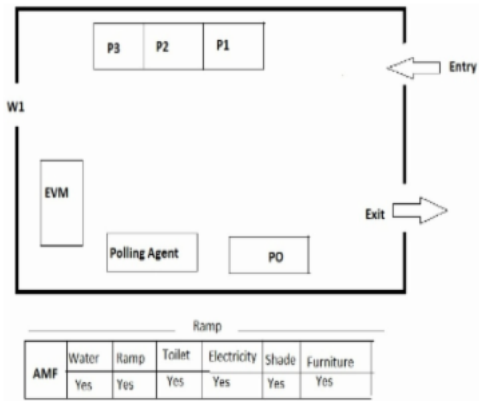 P3 P2 P1
Entry
W1
EVM
Exit
Polling Agent
PO
Ramp
AMF Water Ramp Toilet Electricity Shade Furniture
Yes Yes Yes Yes Yes Yes